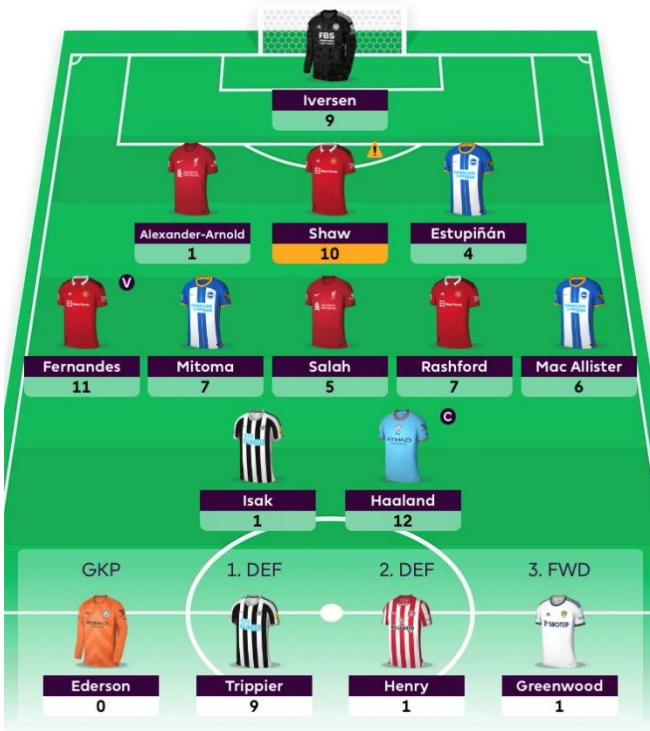 FBS
Iversen
9
Alexander-Arnold
1
Shaw
10
Estupiñán
4
V
Fernandes
11
Mitoma
7
Salah
5
Rashford
7
Mac Allister
6
C
Isak
1
Haaland
12
GKP
1. DEF
2. DEF
3. FWD
Ederson
0
Trippier
9
Henry
1
Greenwood
1